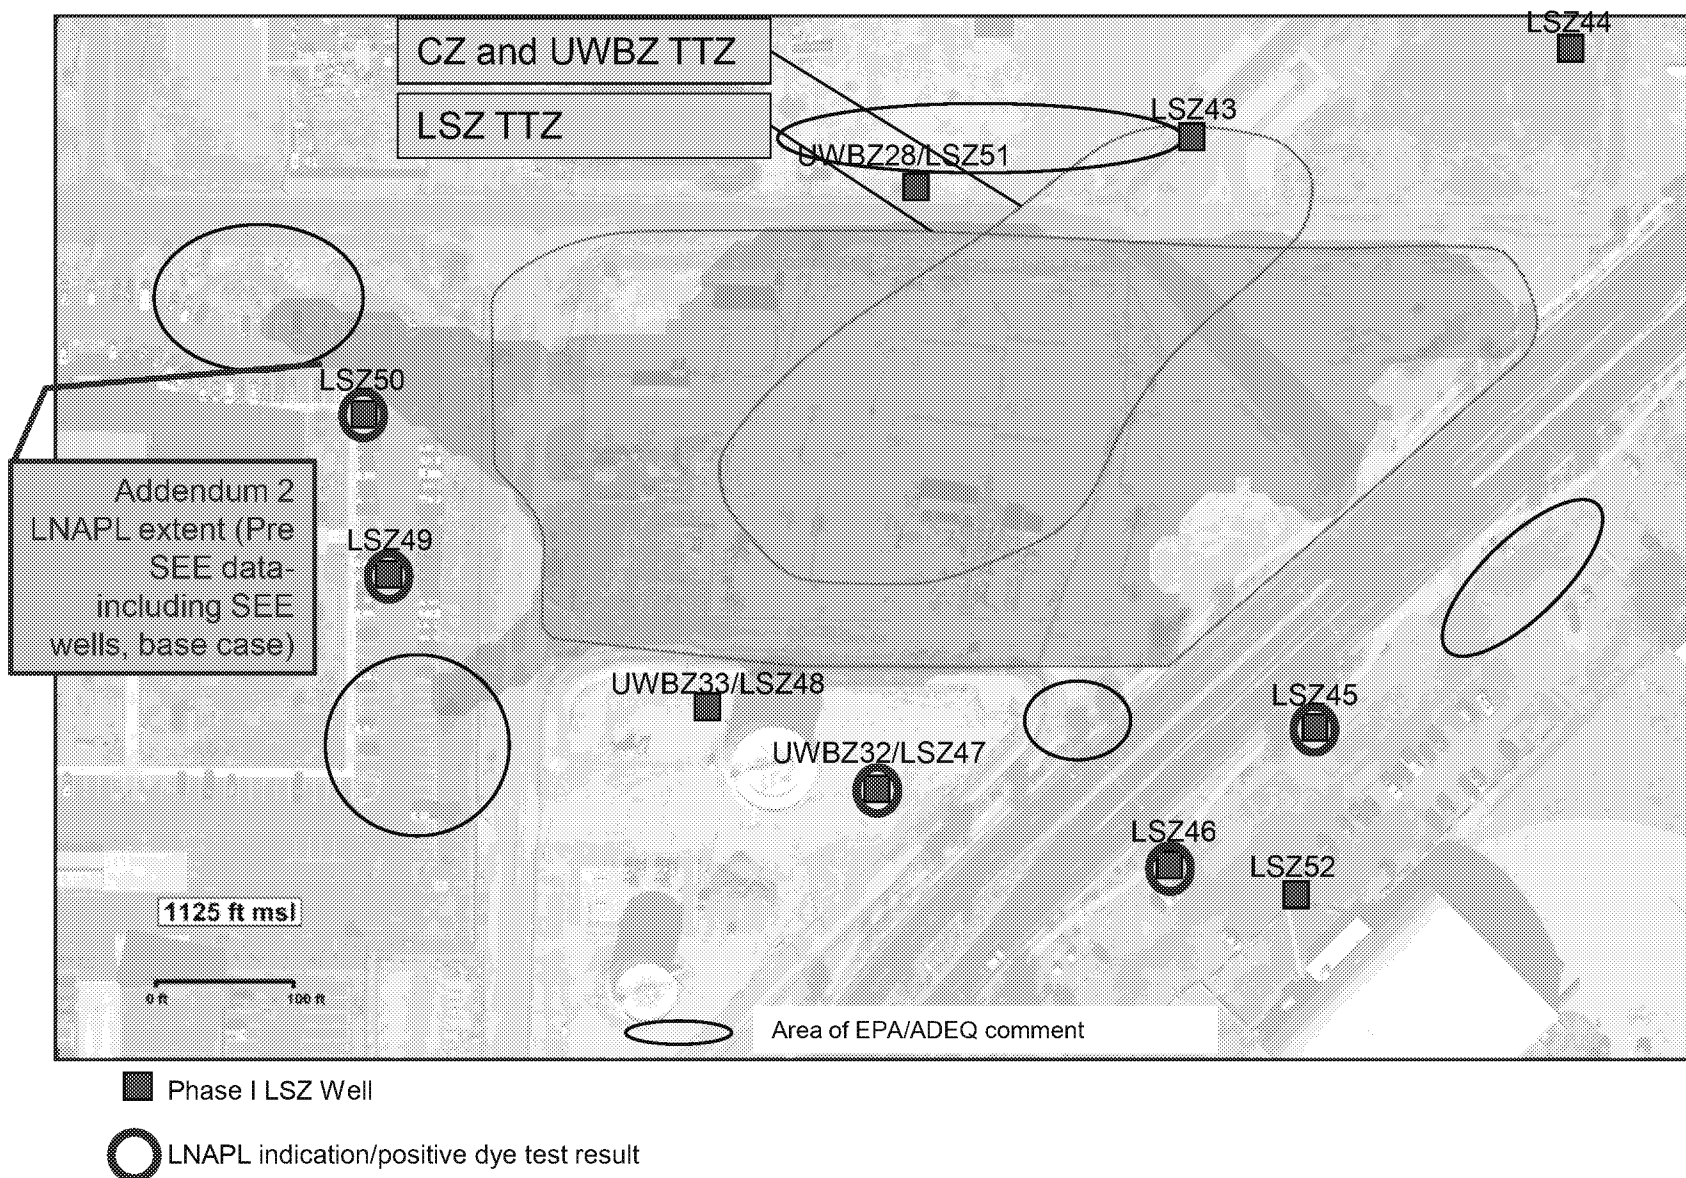 LSZ44
CZ and UWBZ TTZ
LSZ TTZ
LSZ43
UWBZ28/LSZ51
LSZ50
Addendum 2
LNAPL extent (Pre
SEE data-
including SEE
wells, base case)
LSZ49
UWBZ33/LSZ48
LSZ45
UWBZ32/LSZ47
LSZ46
LSZ52
1125 ft msl
0 ft
100 ft
Area of EPA/ADEQ comment
Phase I LSZ Well
LNAPL indication/positive dye test result